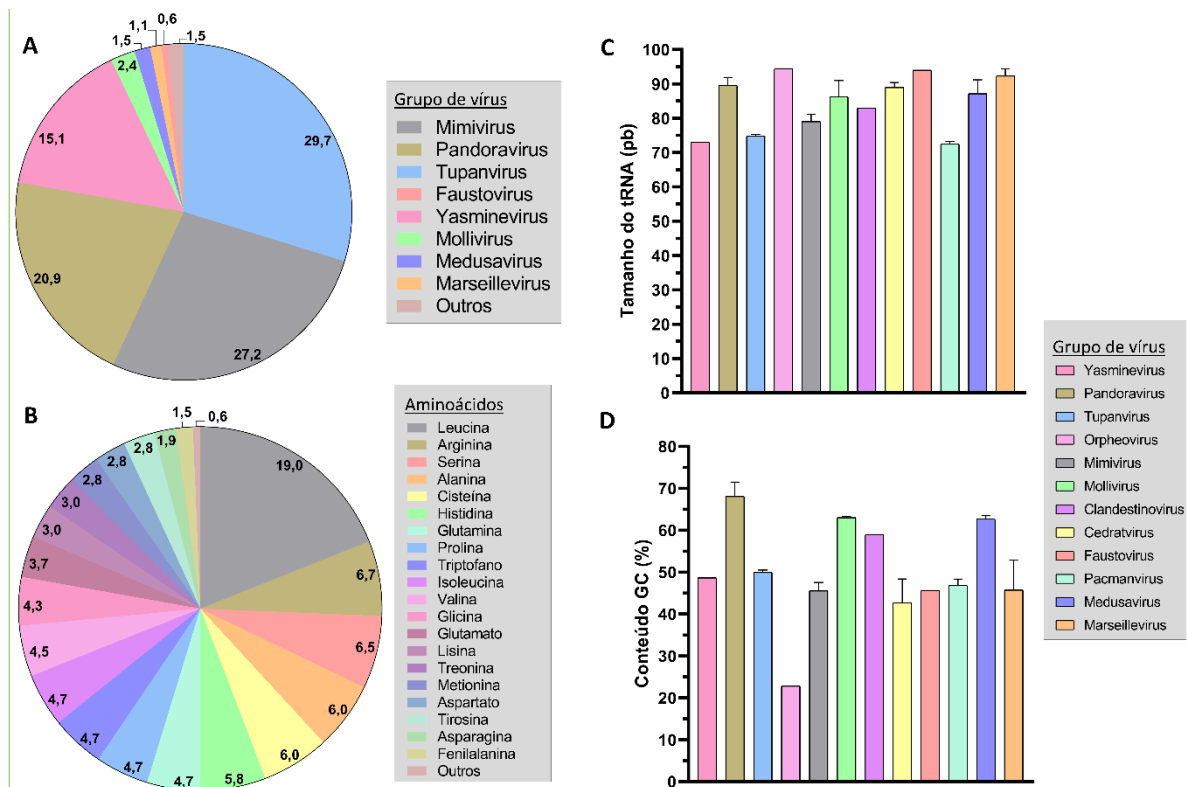 A
1,1
0,6
1,5
1,5
2,4
15,1
29,7
20,9
27,2
Grupo de vírus
Mimivirus
Pandoravirus
Tupanvirus
Faustovirus
Yasminevirus
Mollivirus
Medusavirus
Marseillevirus
Outros
B
1,5
0,6
1,9
2,8
2,8
2,8
3,0
3,0
3,7
4,3
4,5
4,7
4,7
4,7
4,7
5,8
6,0
6,0
6,5
6,7
19,0
Aminoácidos
Leucina
Arginina
Serina
Alanina
Cisteína
Histidina
Glutamina
Prolina
Triptofano
Isoleucina
Valina
Glicina
Glutamato
Lisina
Treonina
Metionina
Aspartato
Tirosina
Asparagina
Fenilalanina
Outros
C
Tamanho do tRNA (pb)
100
90
80
70
60
50
40
30
20
10
0
D
Conteúdo GC (%)
80
70
60
50
40
30
20
10
0
Grupo de vírus
Yasminevirus
Pandoravirus
Tupanvirus
Orpheovirus
Mimivirus
Mollivirus
Clandestinovirus
Cedratvirus
Faustovirus
Pacmanvirus
Medusavirus
Marseillevirus